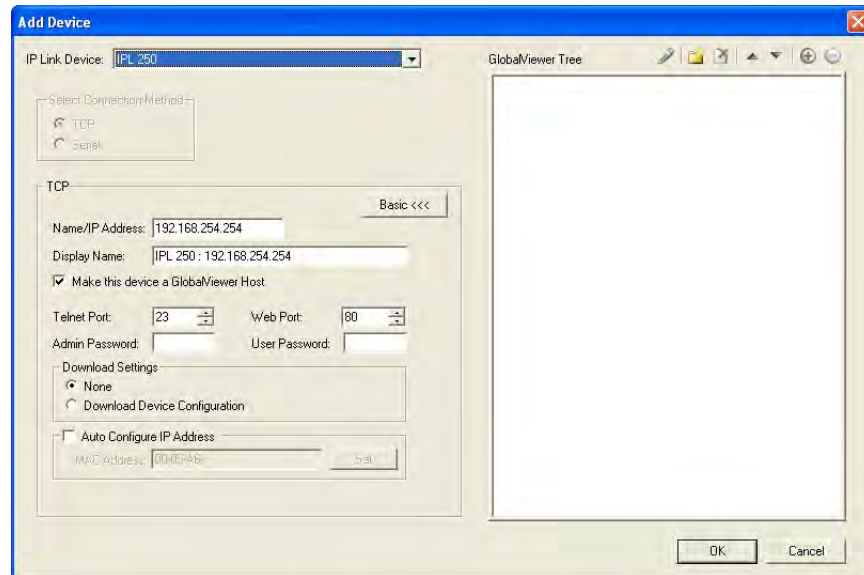 Add Device
IP Link Device: IPL 250
GlobalViewer Tree
Select Connection Method
TCP
Serial
TCP
Basic <<<
Name/IP Address: 192.168.254.254
Display Name: IPL 250 : 192.168.254.254
Make this device a GlobalViewer Host
Telnet Port: 23 Web Port: 80
Admin Password: User Password:
Download Settings
None
Download Device Configuration
Auto Configure IP Address
MAC Address: 00-05-A6- Set
OK Cancel